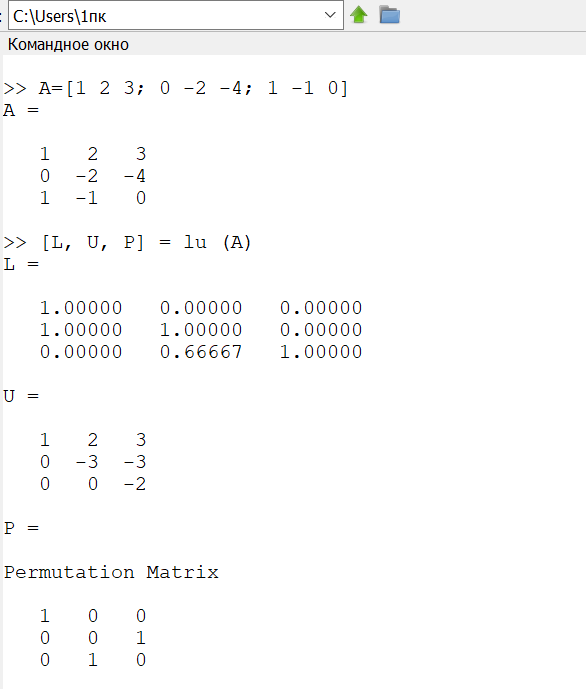 : C:\Users\1пк
Командное окно
>> A=[1 2 3; 0 -2 -4; 1 -1 0]
A =
1 2 3
0 -2 -4
1 -1 0
>> [L, U, P] = lu (A)
L =
1.00000 0.00000 0.00000
1.00000 1.00000 0.00000
0.00000 0.66667 1.00000
U =
1 2 3
0 -3 -3
0 0 -2
P =
Permutation Matrix
1 0 0
0 0 1
0 1 0